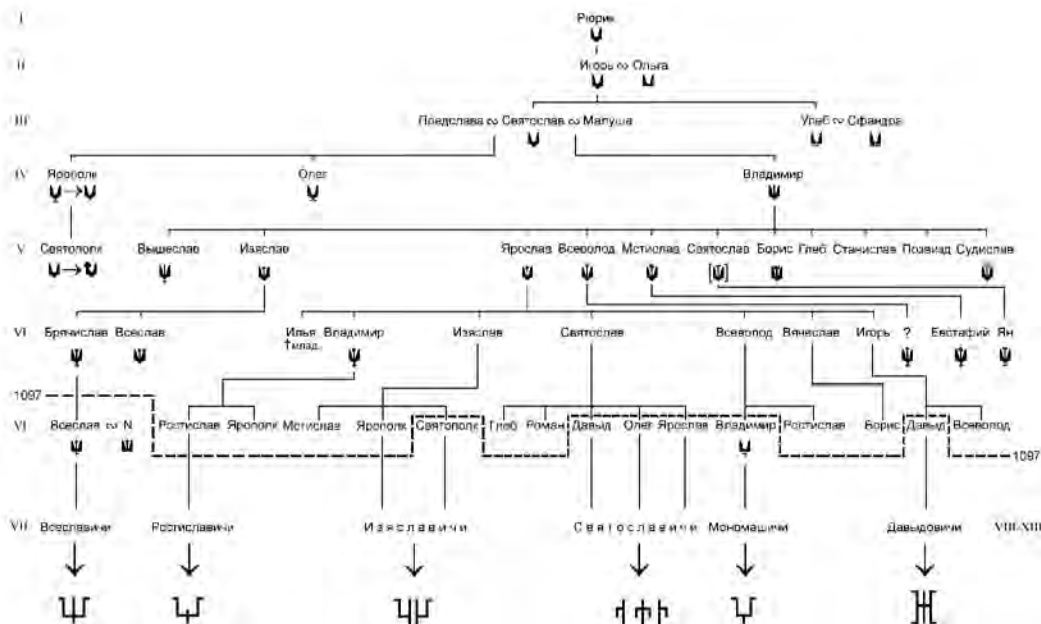 I
Рюрик
II
Игорь ∾ Ольга
III
Предслава ∾ Святослав ∾ Малуша
Улеб ∾ Сфандра
IV
Ярополк
Олег
Владимир
V
Святополк
Вышеслав
Изяслав
Ярослав
Всеволод
Мстислав
Святослав
Борис
Глеб
Станислав
Позвизд
Судислав
VI
Брячислав
Всеслав
Илья
†млад.
Владимир
Изяслав
Святослав
Всеволод
Вячеслав
Игорь
?
Евстафий
Ян
1097
VI
Всеслав ∾ N
Ростислав
Ярополк
Мстислав
Ярополк
Святополк
Глеб
Роман
Давыд
Олег
Ярослав
Владимир
Ростислав
Борис
Давыд
Всеволод
1097
VII
Всеславичи
Ростиславичи
Изяславичи
Святославичи
Мономашичи
Давыдовичи
VIII-XIII